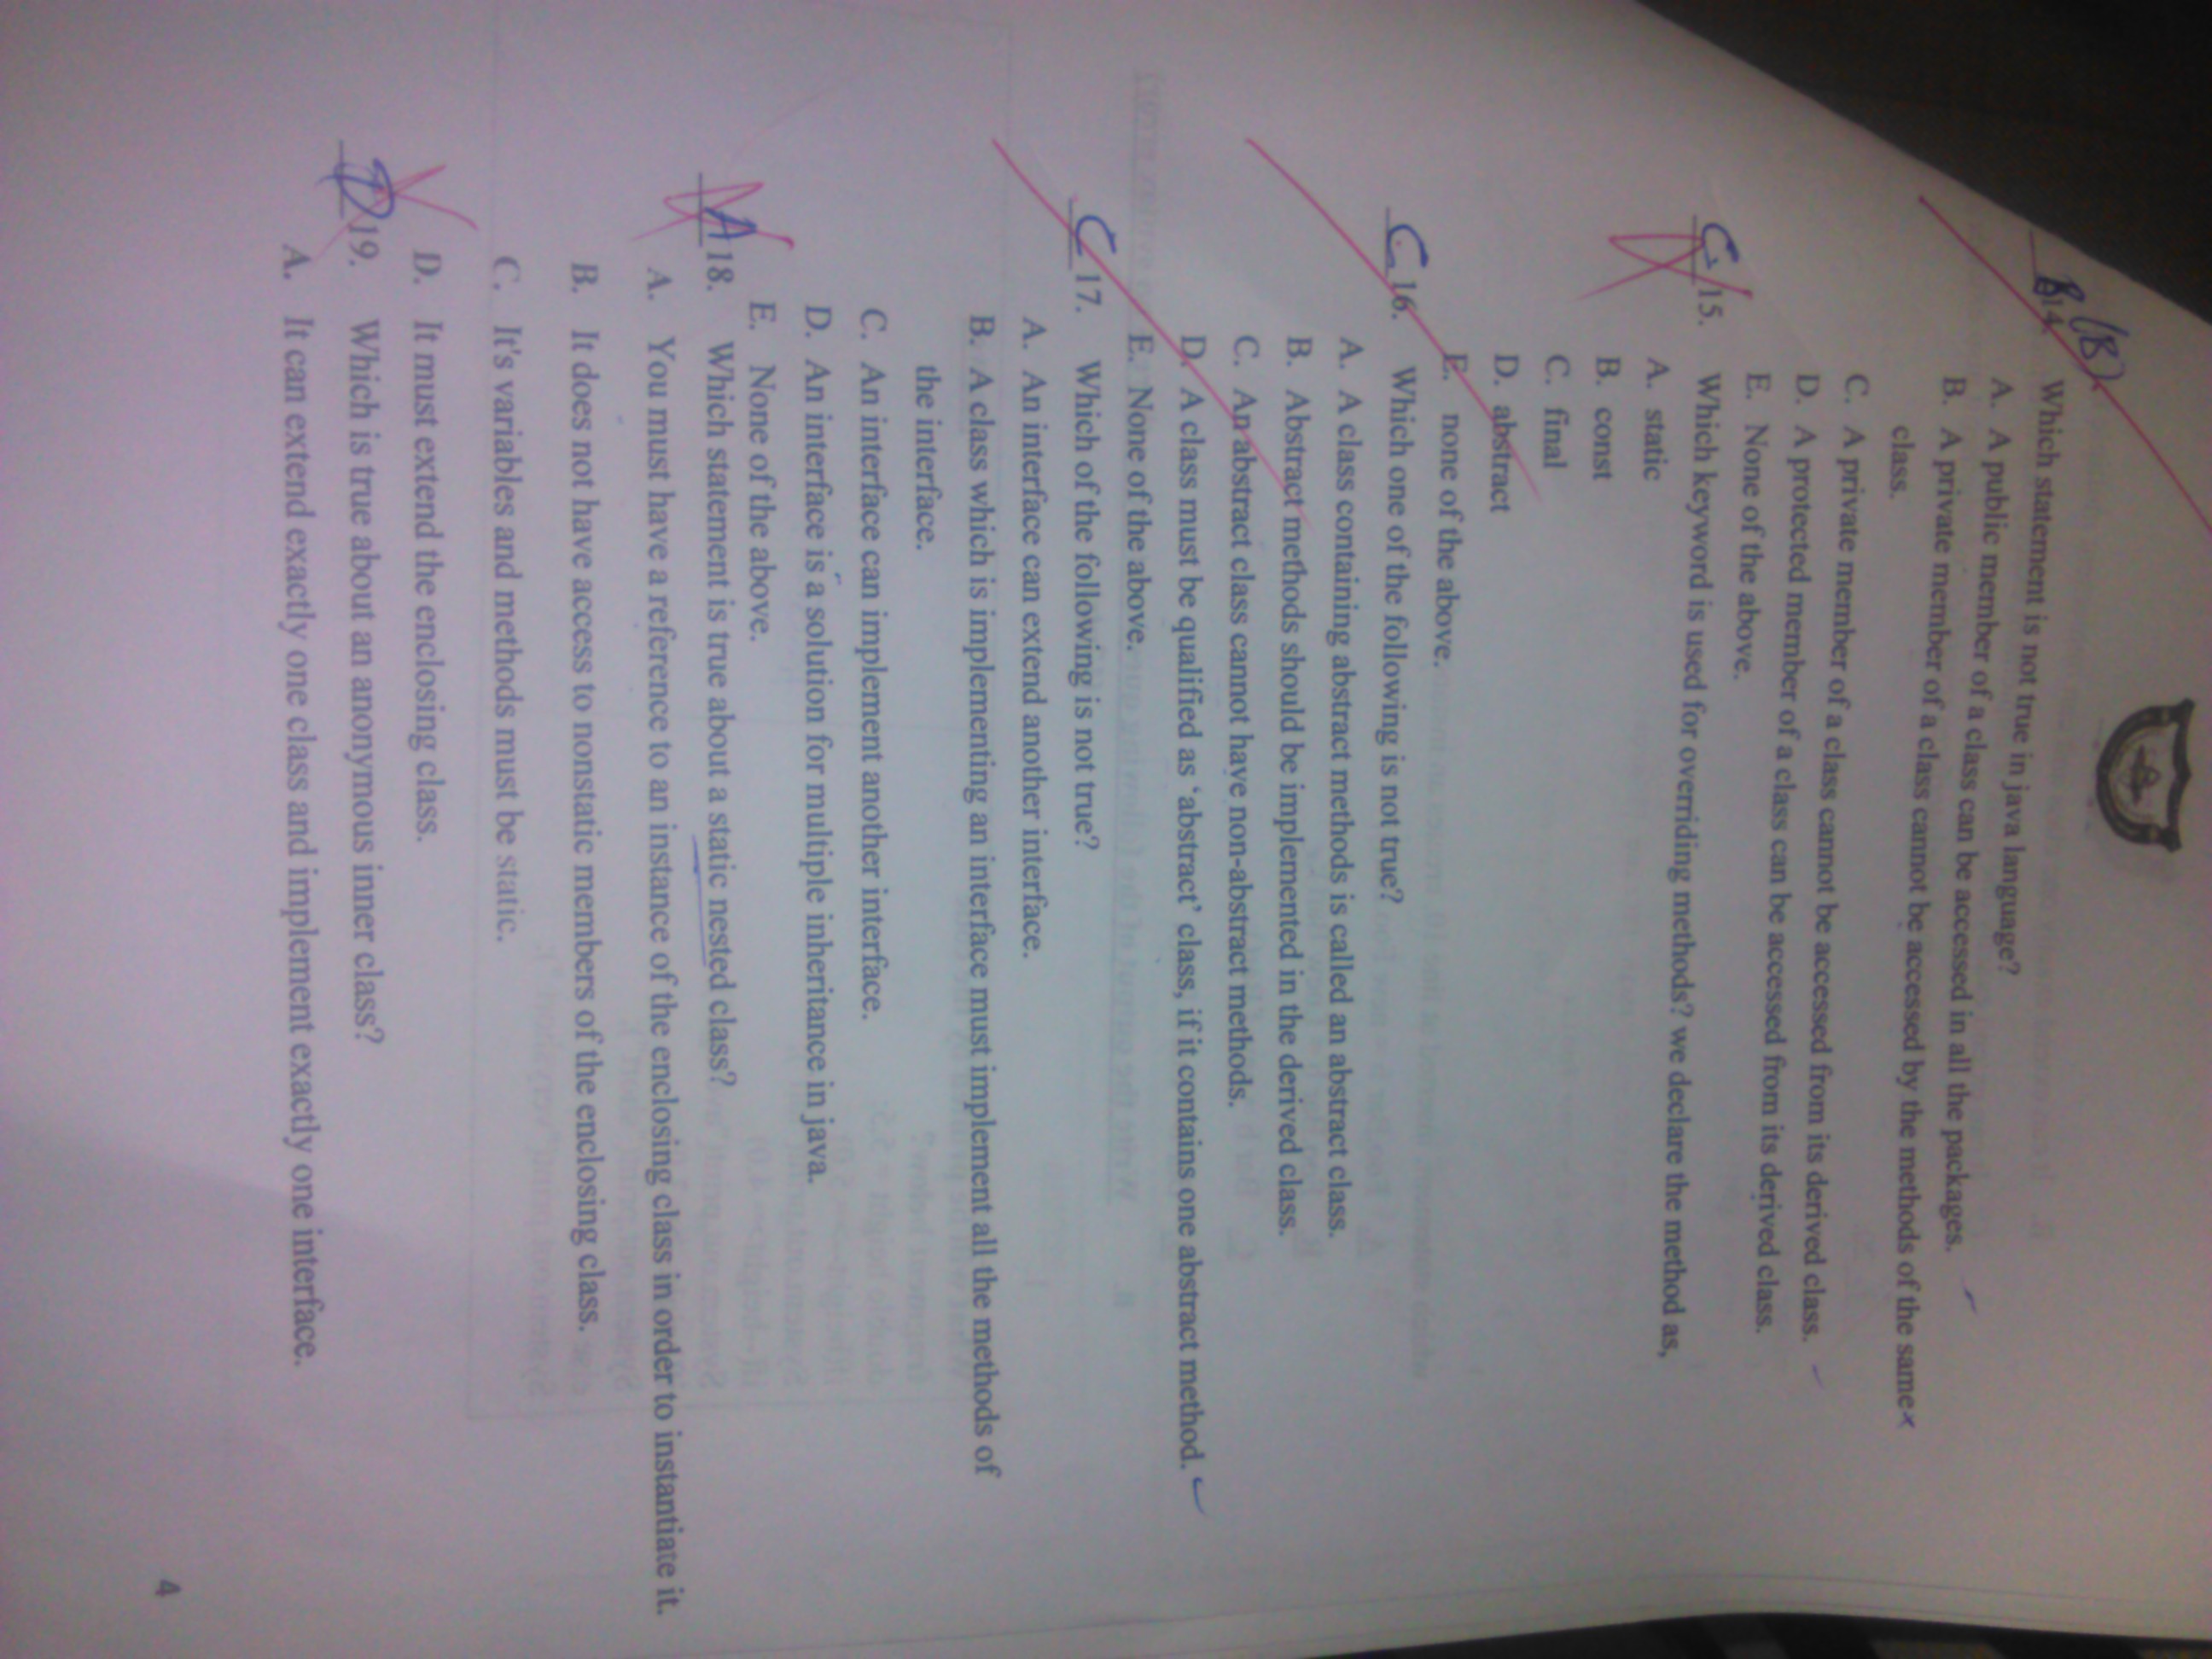 (B)
B 14. Which statement is not true in java language?
A. A public member of a class can be accessed in all the packages.
B. A private member of a class cannot be accessed by the methods of the same
class.
C. A private member of a class cannot be accessed from its derived class.
D. A protected member of a class can be accessed from its derived class.
E. None of the above.
C 15. Which keyword is used for overriding methods? we declare the method as,
A. static
B. const
C. final
D. abstract
E. none of the above.
C 16. Which one of the following is not true?
A. A class containing abstract methods is called an abstract class.
B. Abstract methods should be implemented in the derived class.
C. An abstract class cannot have non-abstract methods.
D. A class must be qualified as ‘abstract’ class, if it contains one abstract method.
E. None of the above.
C 17. Which of the following is not true?
A. An interface can extend another interface.
B. A class which is implementing an interface must implement all the methods of
the interface.
C. An interface can implement another interface.
D. An interface is a solution for multiple inheritance in java.
E. None of the above.
A 18. Which statement is true about a static nested class?
A. You must have a reference to an instance of the enclosing class in order to instantiate it.
B. It does not have access to nonstatic members of the enclosing class.
C. It's variables and methods must be static.
D. It must extend the enclosing class.
D 19. Which is true about an anonymous inner class?
A. It can extend exactly one class and implement exactly one interface.
4